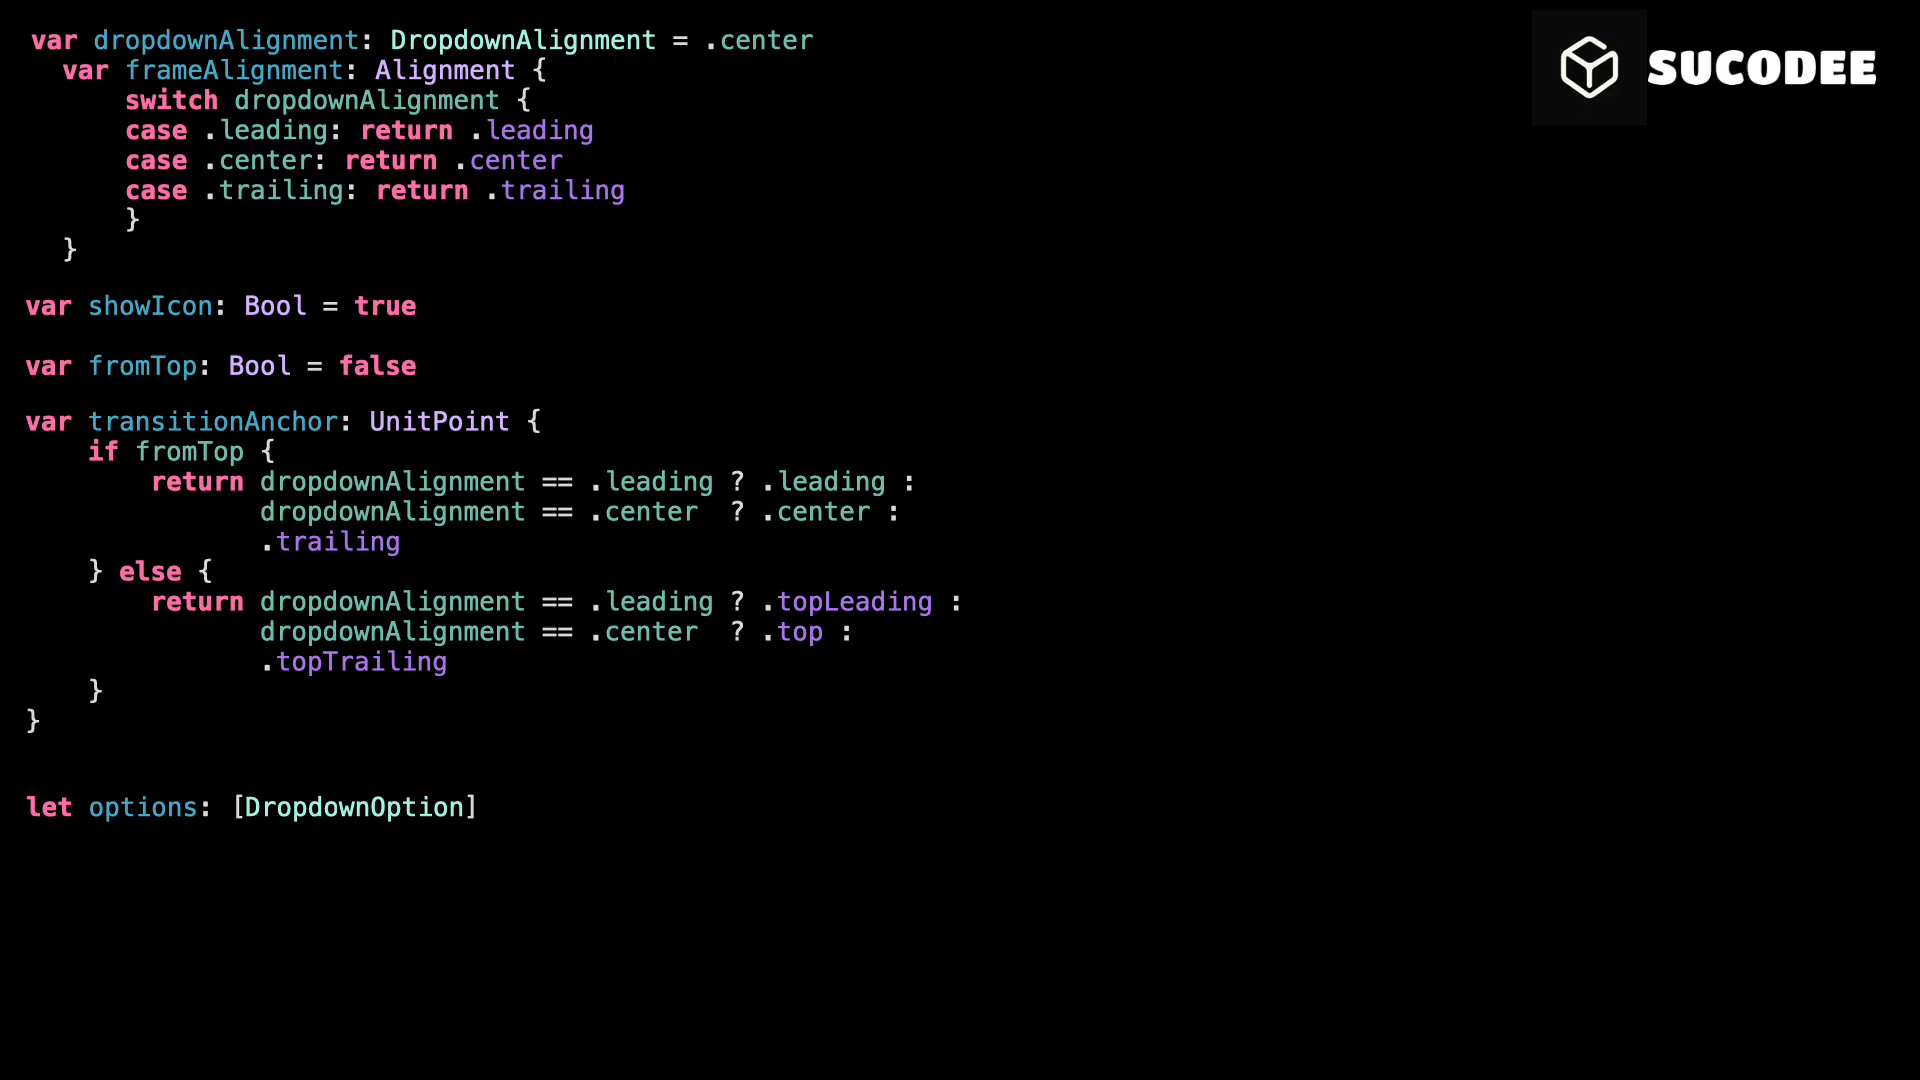 var dropdownAlignment: DropdownAlignment = .center
var frameAlignment: Alignment {
switch dropdownAlignment {
case .leading: return .leading
case .center: return .center
case .trailing: return .trailing
}
}
SUCODEE
var showIcon: Bool = true
var fromTop: Bool = false
var transitionAnchor: UnitPoint {
if fromTop {
return dropdownAlignment == .leading ? .leading :
dropdownAlignment == .center  ? .center :
.trailing
} else {
return dropdownAlignment == .leading ? .topLeading :
dropdownAlignment == .center  ? .top :
.topTrailing
}
}
let options: [DropdownOption]